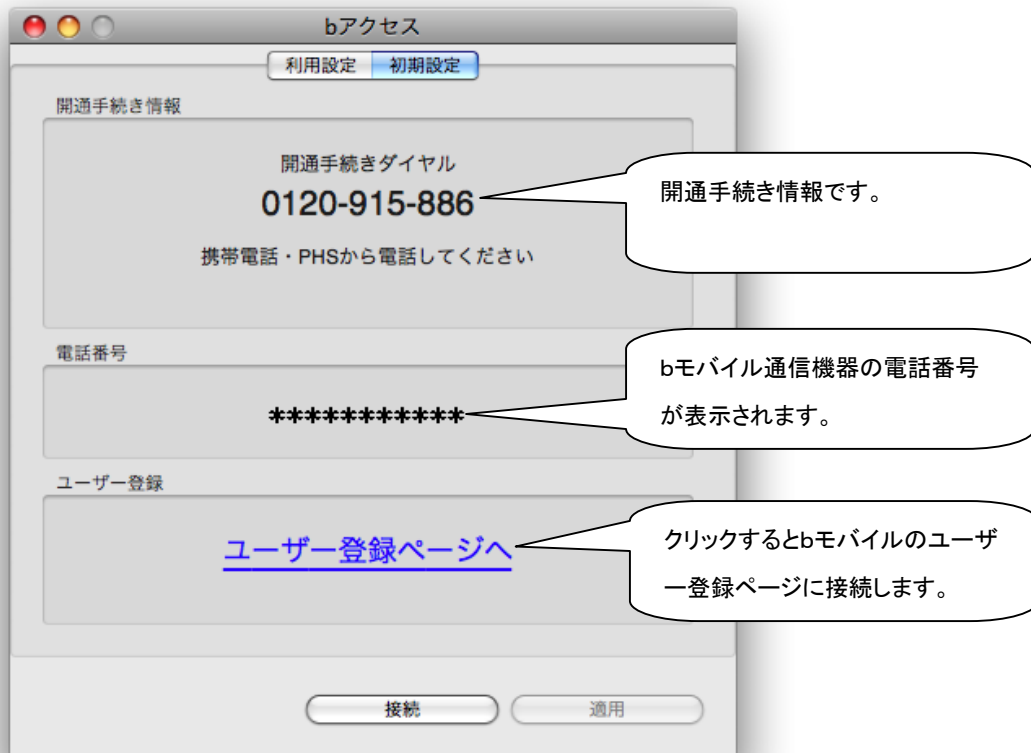 bアクセス
利用設定 初期設定
開通手続き情報
開通手続きダイヤル
0120-915-886
携帯電話・PHSから電話してください
開通手続き情報です。
電話番号
***********
bモバイル通信機器の電話番号
が表示されます。
ユーザー登録
ユーザー登録ページへ
クリックするとbモバイルのユーザ
ー登録ページに接続します。
接続 適用